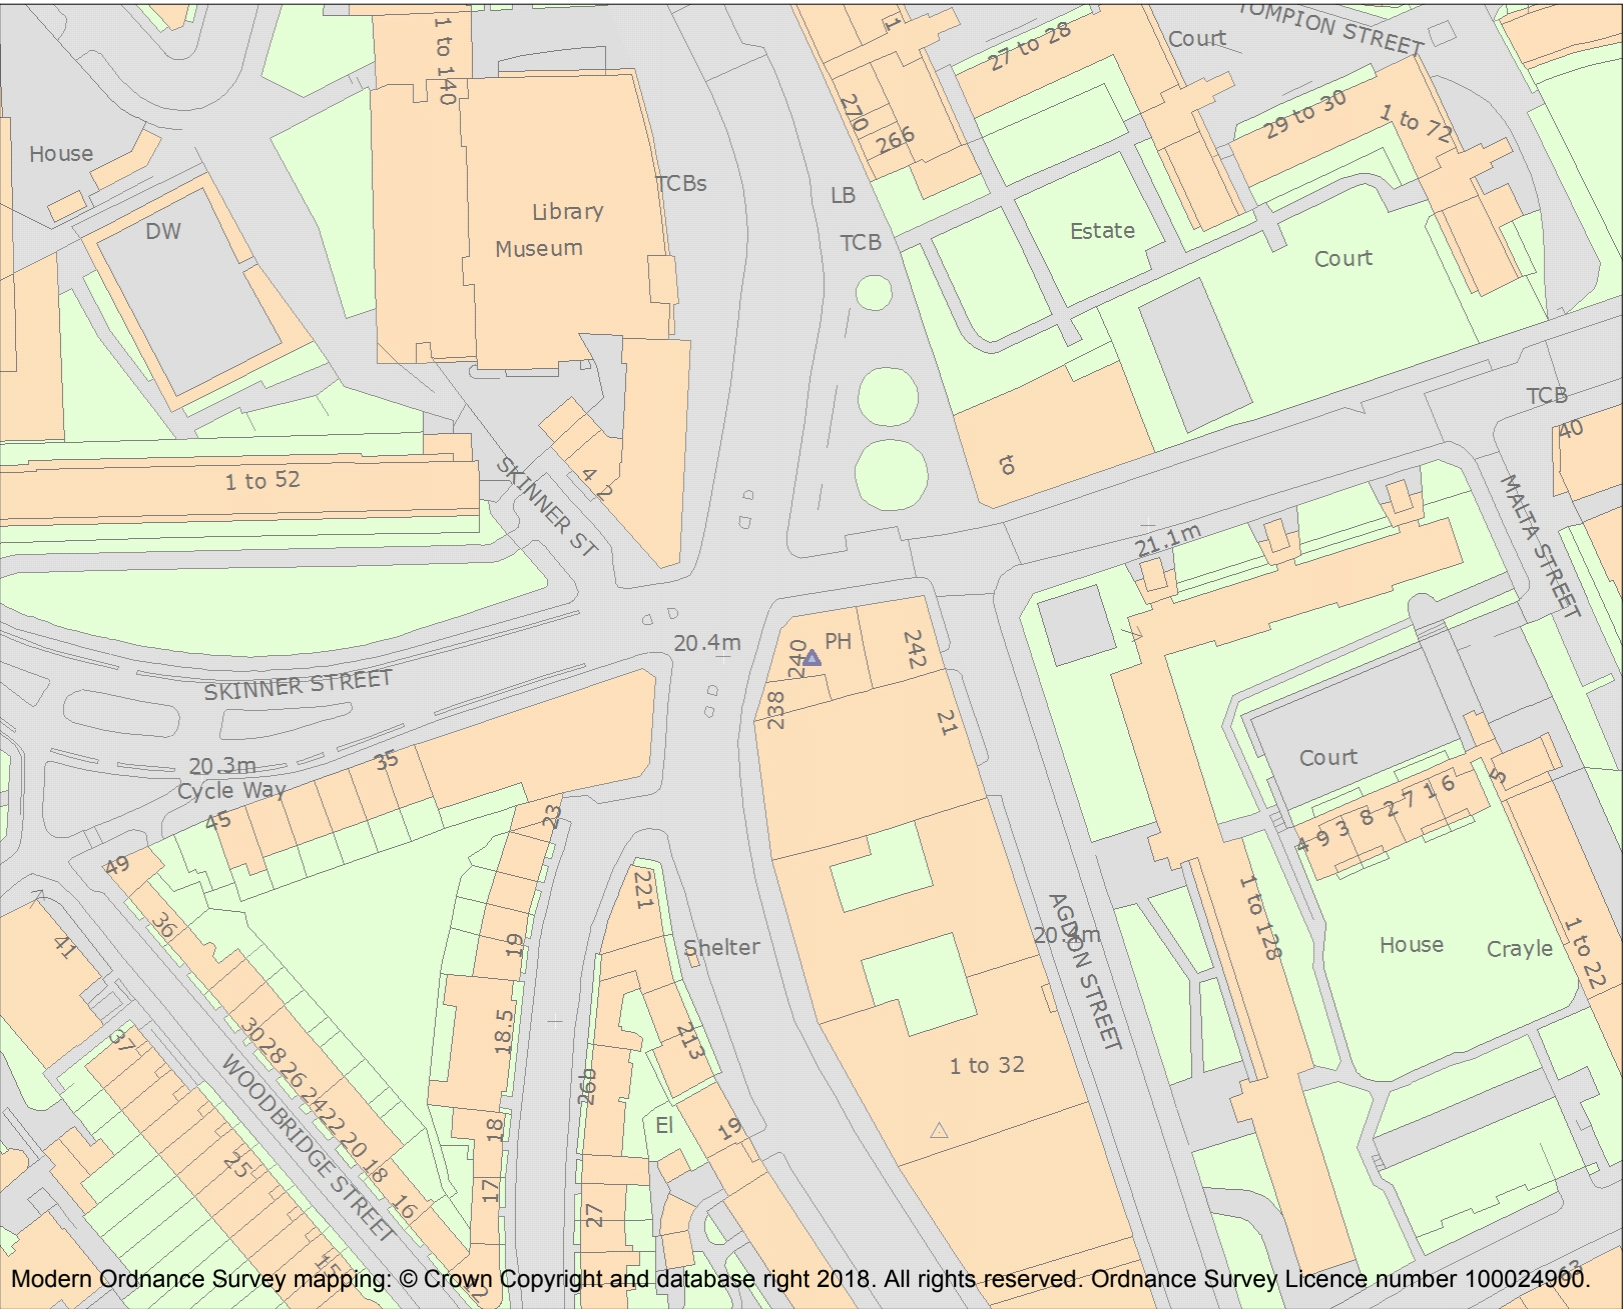 TOMPION STREET
1 to 140
1
27 to 28
Court
270
266
29 to 30
1 to 72
House
DW
TCBs
LB
Library
Museum
TCB
Estate
Court
TCB
40
to
1 to 52
4 2
SKINNER ST
MALTA STREET
21.1m
20.4m
240
PH
242
238
21
SKINNER STREET
20.3m
Cycle Way
35
45
49
23
Court
4 9 3 8 2 7 1 6
5
221
36
41
19
Shelter
AGDON STREET
1 to 128
House
Crayle
1 to 22
37
30 28 26 24 22 20 18
16
18.5
26b
213
1 to 32
El
19
18
17
27
WOODBRIDGE STREET
25
15
22
63
Modern Ordnance Survey mapping: © Crown Copyright and database right 2018. All rights reserved. Ordnance Survey Licence number 100024900.